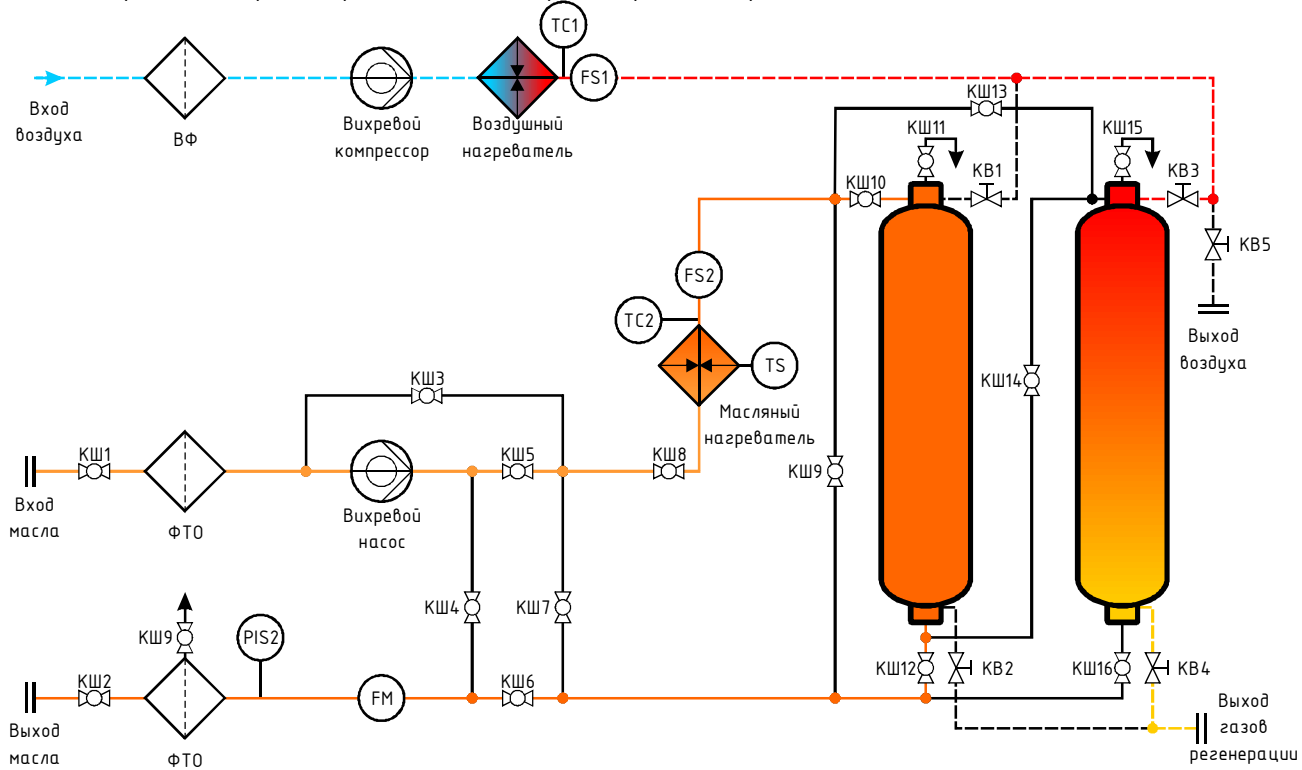 TC1
FS1
Вход
воздуха
ВФ
Вихревой
компрессор
Воздушный
нагреватель
КШ13
КШ11
КШ15
КВ1
КВ3
КШ10
КВ5
Выход
воздуха
FS2
TC2
TS
Масляный
нагреватель
КШ14
КШ3
КШ1
КШ5
КШ8
КШ9
Вход
масла
ФТО
Вихревой
насос
КШ4
КШ7
КШ9
PIS2
КШ2
FM
КШ6
КШ12
КВ2
КШ16
КВ4
Выход
масла
ФТО
Выход
газов
регенерации